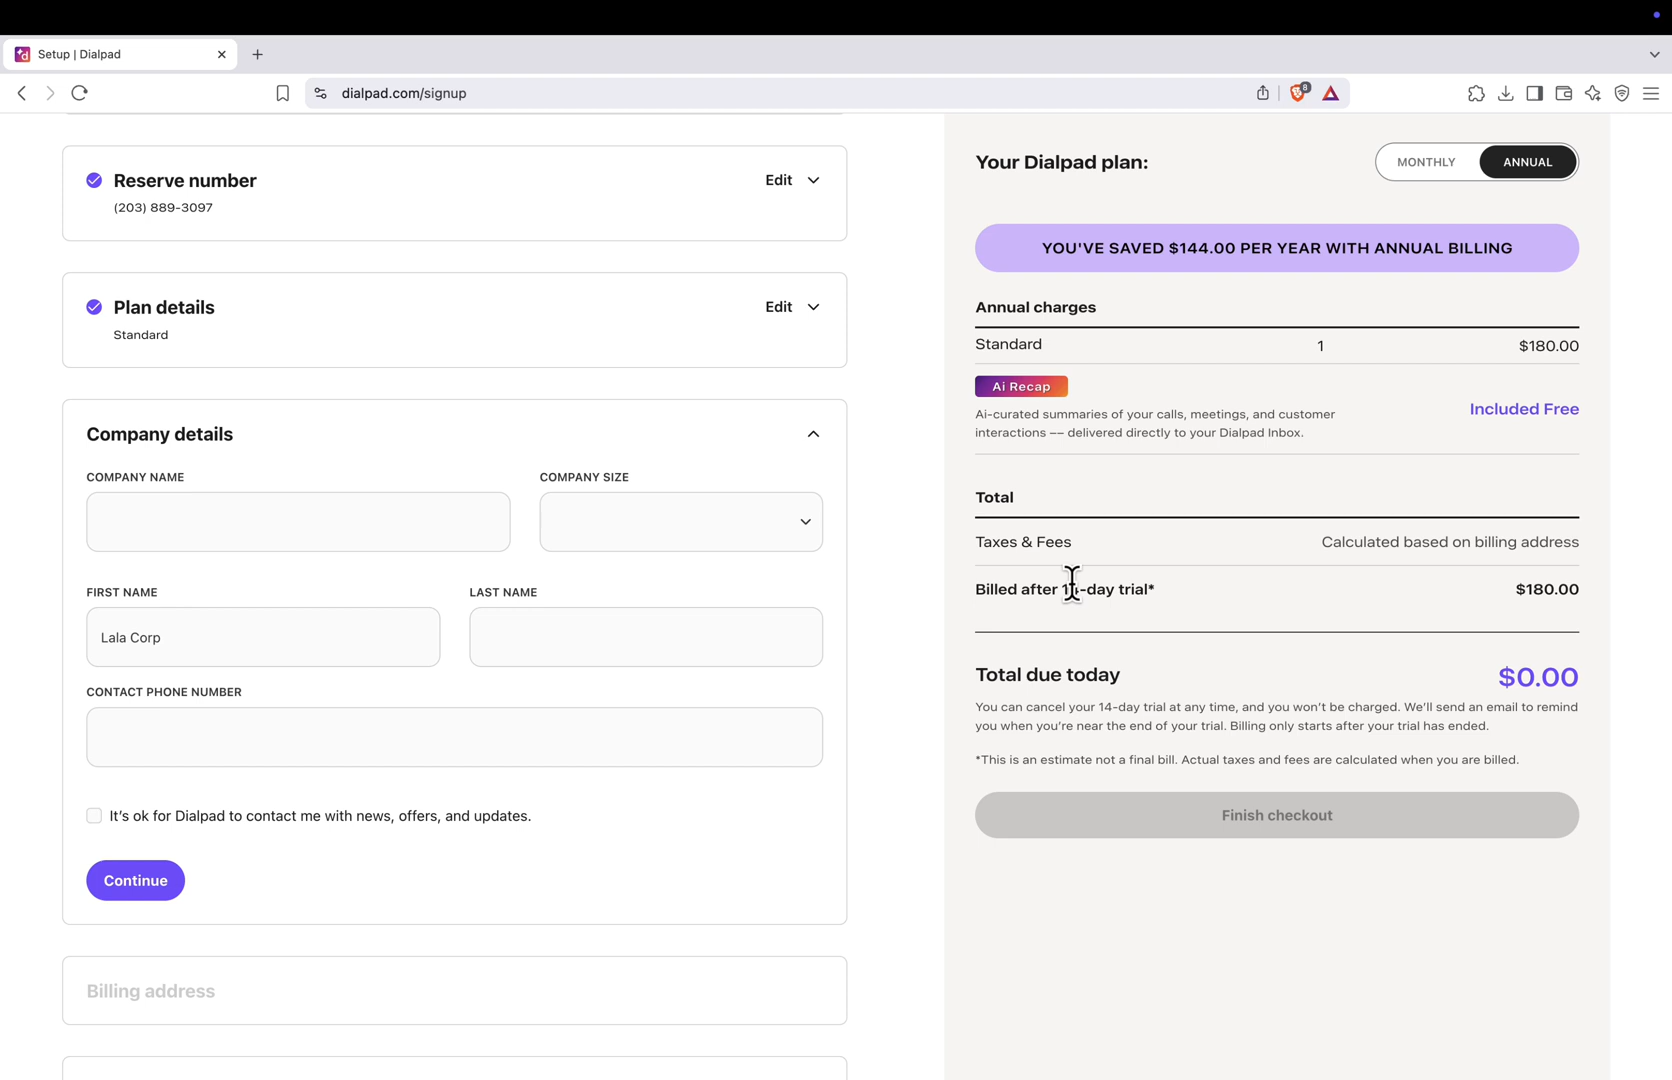 Setup | Dialpad
dialpad.com/signup
8
Reserve number
(203) 889-3097
Edit
Plan details
Standard
Edit
Company details
COMPANY NAME
COMPANY SIZE
FIRST NAME
LAST NAME
Lala Corp
CONTACT PHONE NUMBER
It's ok for Dialpad to contact me with news, offers, and updates.
Continue
Billing address
Your Dialpad plan:
MONTHLY
ANNUAL
YOU'VE SAVED $144.00 PER YEAR WITH ANNUAL BILLING
Annual charges
Standard 1 $180.00
Ai Recap
Ai-curated summaries of your calls, meetings, and customer
interactions –– delivered directly to your Dialpad Inbox.
Included Free
Total
Taxes & Fees Calculated based on billing address
Billed after 14-day trial* $180.00
Total due today $0.00
You can cancel your 14-day trial at any time, and you won't be charged. We'll send an email to remind
you when you're near the end of your trial. Billing only starts after your trial has ended.
*This is an estimate not a final bill. Actual taxes and fees are calculated when you are billed.
Finish checkout